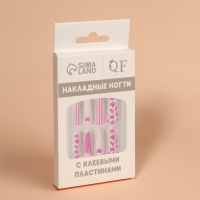 SIMA LAND QF
НАКЛАДНЫЕ НОГТИ
С КЛЕЕВЫМИ
ПЛАСТИНАМИ